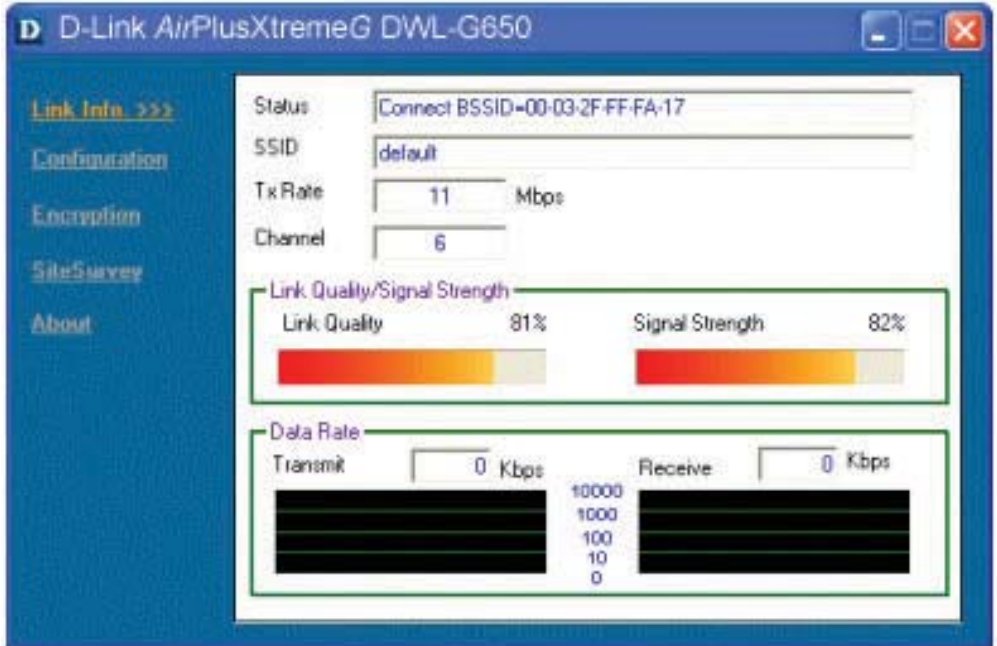 D D-Link AirPlusXtremeG DWL-G650
Link Info. >>>
Configuration
Encryption
SiteSurvey
About
Status Connect BSSID=00-03-2F-FF-FA-17
SSID default
Tx Rate 11 Mbps
Channel 6
Link Quality/Signal Strength
Link Quality 81% Signal Strength 82%
Data Rate
Transmit 0 Kbps Receive 0 Kbps
10000
1000
100
10
0